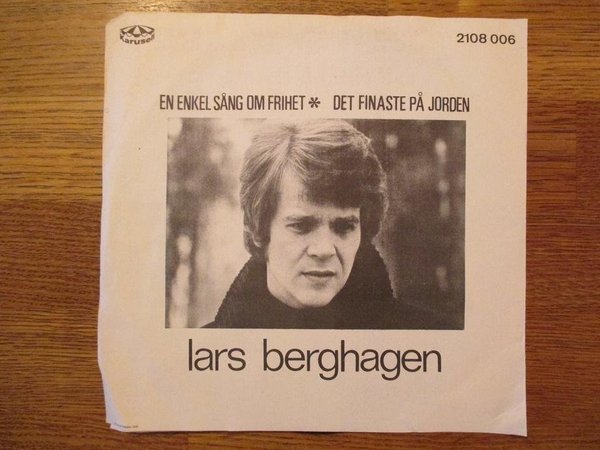 Karusell
2108 006
EN ENKEL SÅNG OM FRIHET * DET FINASTE PÅ JORDEN
lars berghagen